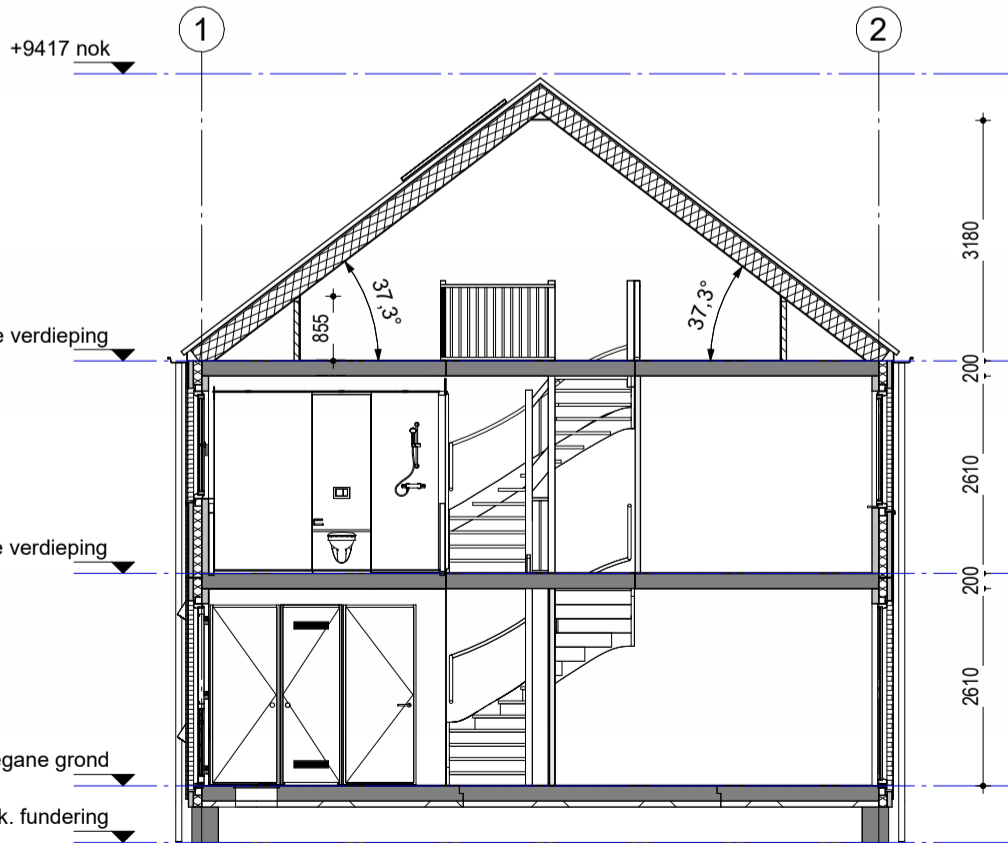 1
2
+9417 nok
3180
37,3°
37,3°
855
e verdieping
200
2610
e verdieping
200
2610
egane grond
k. fundering